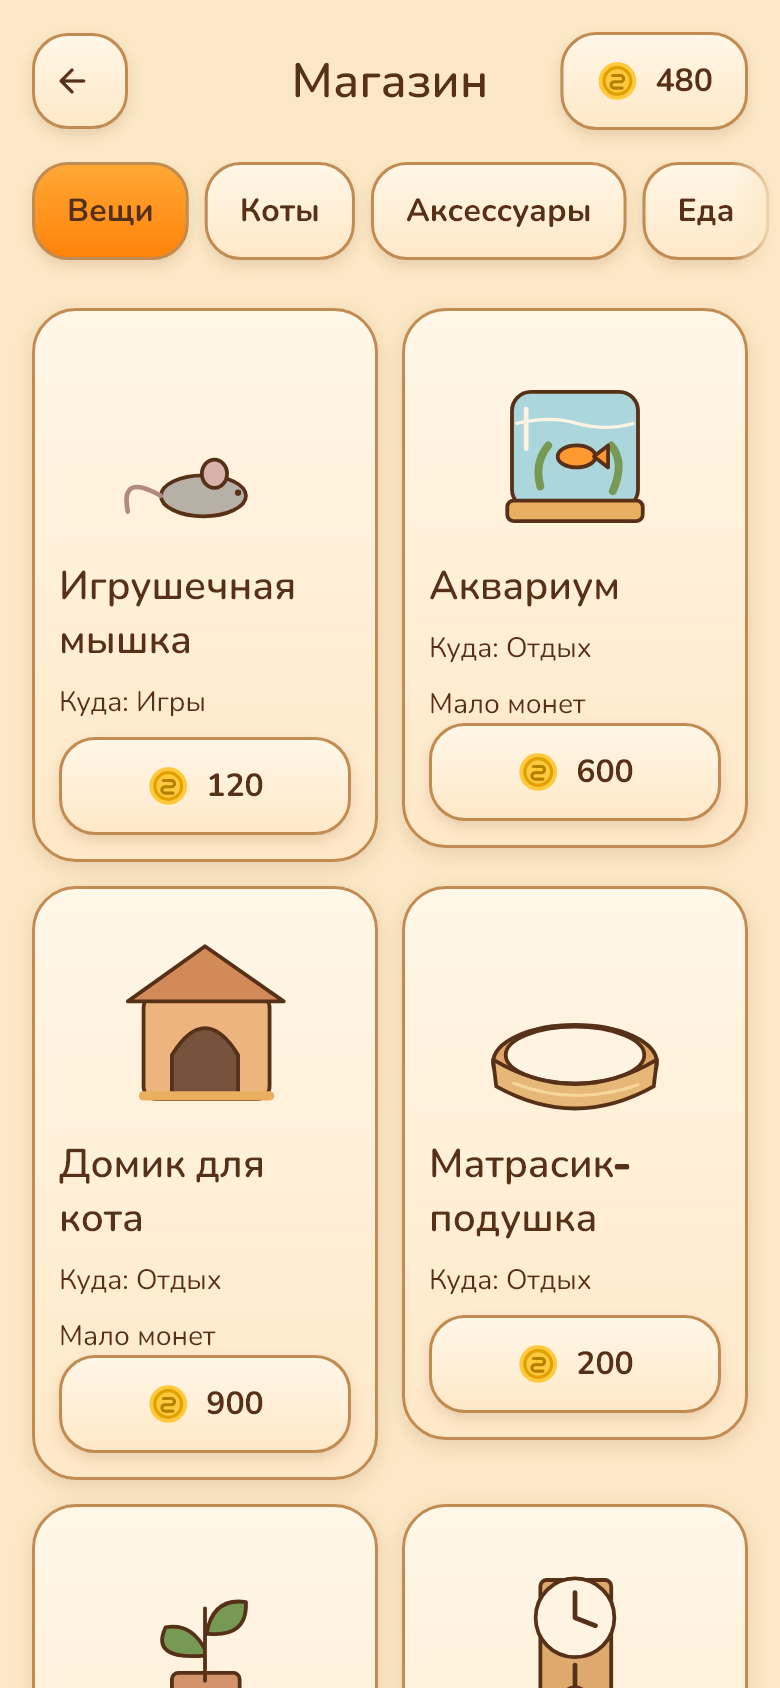 Магазин
480
Вещи
Коты
Аксессуары
Еда
Игрушечная
мышка
Куда: Игры
120
Аквариум
Куда: Отдых
Мало монет
600
Домик для
кота
Куда: Отдых
Мало монет
900
Матрасик-
подушка
Куда: Отдых
200